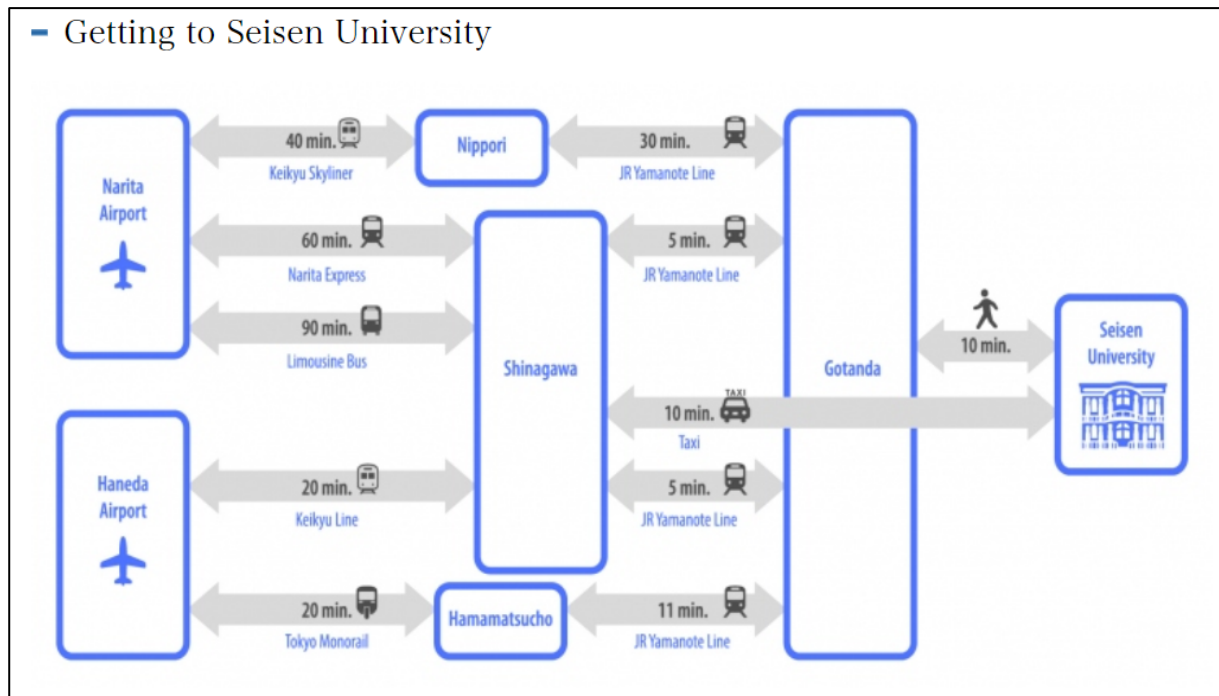 Getting to Seisen University
Narita
Airport
40 min.
Keikyu Skyliner
Nippori
30 min.
JR Yamanote Line
60 min.
Narita Express
90 min.
Limousine Bus
Shinagawa
5 min.
JR Yamanote Line
Gotanda
10 min.
Seisen
University
TAXI
10 min.
Taxi
Haneda
Airport
20 min.
Keikyu Line
5 min.
JR Yamanote Line
20 min.
Tokyo Monorail
Hamamatsucho
11 min.
JR Yamanote Line